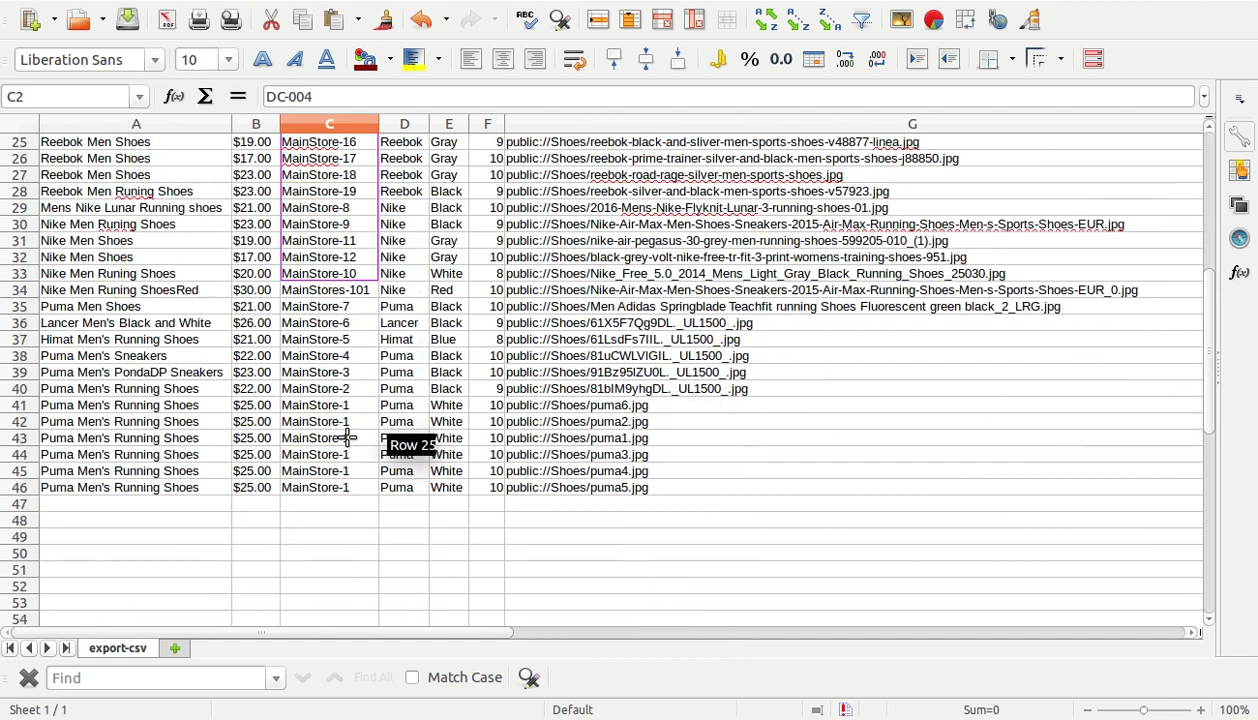 Liberation Sans 10
C2 DC-004
A B C D E F G
25 Reebok Men Shoes $19.00 MainStore-16 Reebok Gray 9 public://Shoes/reebok-black-and-sliver-men-sports-shoes-v48877-linea.jpg
26 Reebok Men Shoes $17.00 MainStore-17 Reebok Gray 10 public://Shoes/reebok-prime-trainer-silver-and-black-men-sports-shoes-j88850.jpg
27 Reebok Men Shoes $23.00 MainStore-18 Reebok Gray 10 public://Shoes/reebok-road-rage-silver-men-sports-shoes.jpg
28 Reebok Men Runing Shoes $23.00 MainStore-19 Reebok Black 10 public://Shoes/reebok-silver-and-black-men-sports-shoes-v57923.jpg
29 Mens Nike Lunar Running shoes $21.00 MainStore-8 Nike Black 9 public://Shoes/2016-Mens-Nike-Flyknit-Lunar-3-running-shoes-01.jpg
30 Nike Men Runing Shoes $23.00 MainStore-9 Nike Black 9 public://Shoes/Nike-Air-Max-Men-Shoes-Sneakers-2015-Air-Max-Running-Shoes-Men-s-Sports-Shoes-EUR.jpg
31 Nike Men Shoes $19.00 MainStore-11 Nike Gray 10 public://Shoes/nike-air-pegasus-30-grey-men-running-shoes-599205-010_(1).jpg
32 Nike Men Shoes $17.00 MainStore-12 Nike Gray 10 public://Shoes/black-grey-volt-nike-free-tr-fit-3-print-womens-training-shoes-951.jpg
33 Nike Men Runing Shoes $20.00 MainStore-10 Nike White 8 public://Shoes/Nike_Free_5.0_2014_Mens_Light_Gray_Black_Running_Shoes_25030.jpg
34 Nike Men Runing ShoesRed $30.00 MainStores-101 Nike Red 10 public://Shoes/Nike-Air-Max-Men-Shoes-Sneakers-2015-Air-Max-Running-Shoes-Men-s-Sports-Shoes-EUR_0.jpg
35 Puma Men Shoes $21.00 MainStore-7 Puma Black 10 public://Shoes/Men Adidas Springblade Teachfit running Shoes Fluorescent green black_2_LRG.jpg
36 Lancer Men's Black and White $26.00 MainStore-6 Lancer Black 9 public://Shoes/61X5F7Qg9DL._UL1500_.jpg
37 Himat Men's Running Shoes $21.00 MainStore-5 Himat Blue 8 public://Shoes/61LsdFs7IIL._UL1500_.jpg
38 Puma Men's Sneakers $22.00 MainStore-4 Puma Black 10 public://Shoes/81uCWLVIGIL._UL1500_.jpg
39 Puma Men's PondaDP Sneakers $23.00 MainStore-3 Puma Black 10 public://Shoes/91Bz95lZU0L._UL1500_.jpg
40 Puma Men's Running Shoes $22.00 MainStore-2 Puma Black 9 public://Shoes/81bIM9yhgDL._UL1500_.jpg
41 Puma Men's Running Shoes $25.00 MainStore-1 Puma White 10 public://Shoes/puma6.jpg
42 Puma Men's Running Shoes $25.00 MainStore-1 Puma White 10 public://Shoes/puma2.jpg
43 Puma Men's Running Shoes $25.00 White 10 public://Shoes/puma1.jpg
Row 25
44 Puma Men's Running Shoes $25.00 MainStore-1 Puma White 10 public://Shoes/puma3.jpg
45 Puma Men's Running Shoes $25.00 MainStore-1 Puma White 10 public://Shoes/puma4.jpg
46 Puma Men's Running Shoes $25.00 MainStore-1 Puma White 10 public://Shoes/puma5.jpg
47
48
49
50
51
52
53
54
export-csv
Find Find All Match Case
Sheet 1 / 1 Default Sum=0 100%